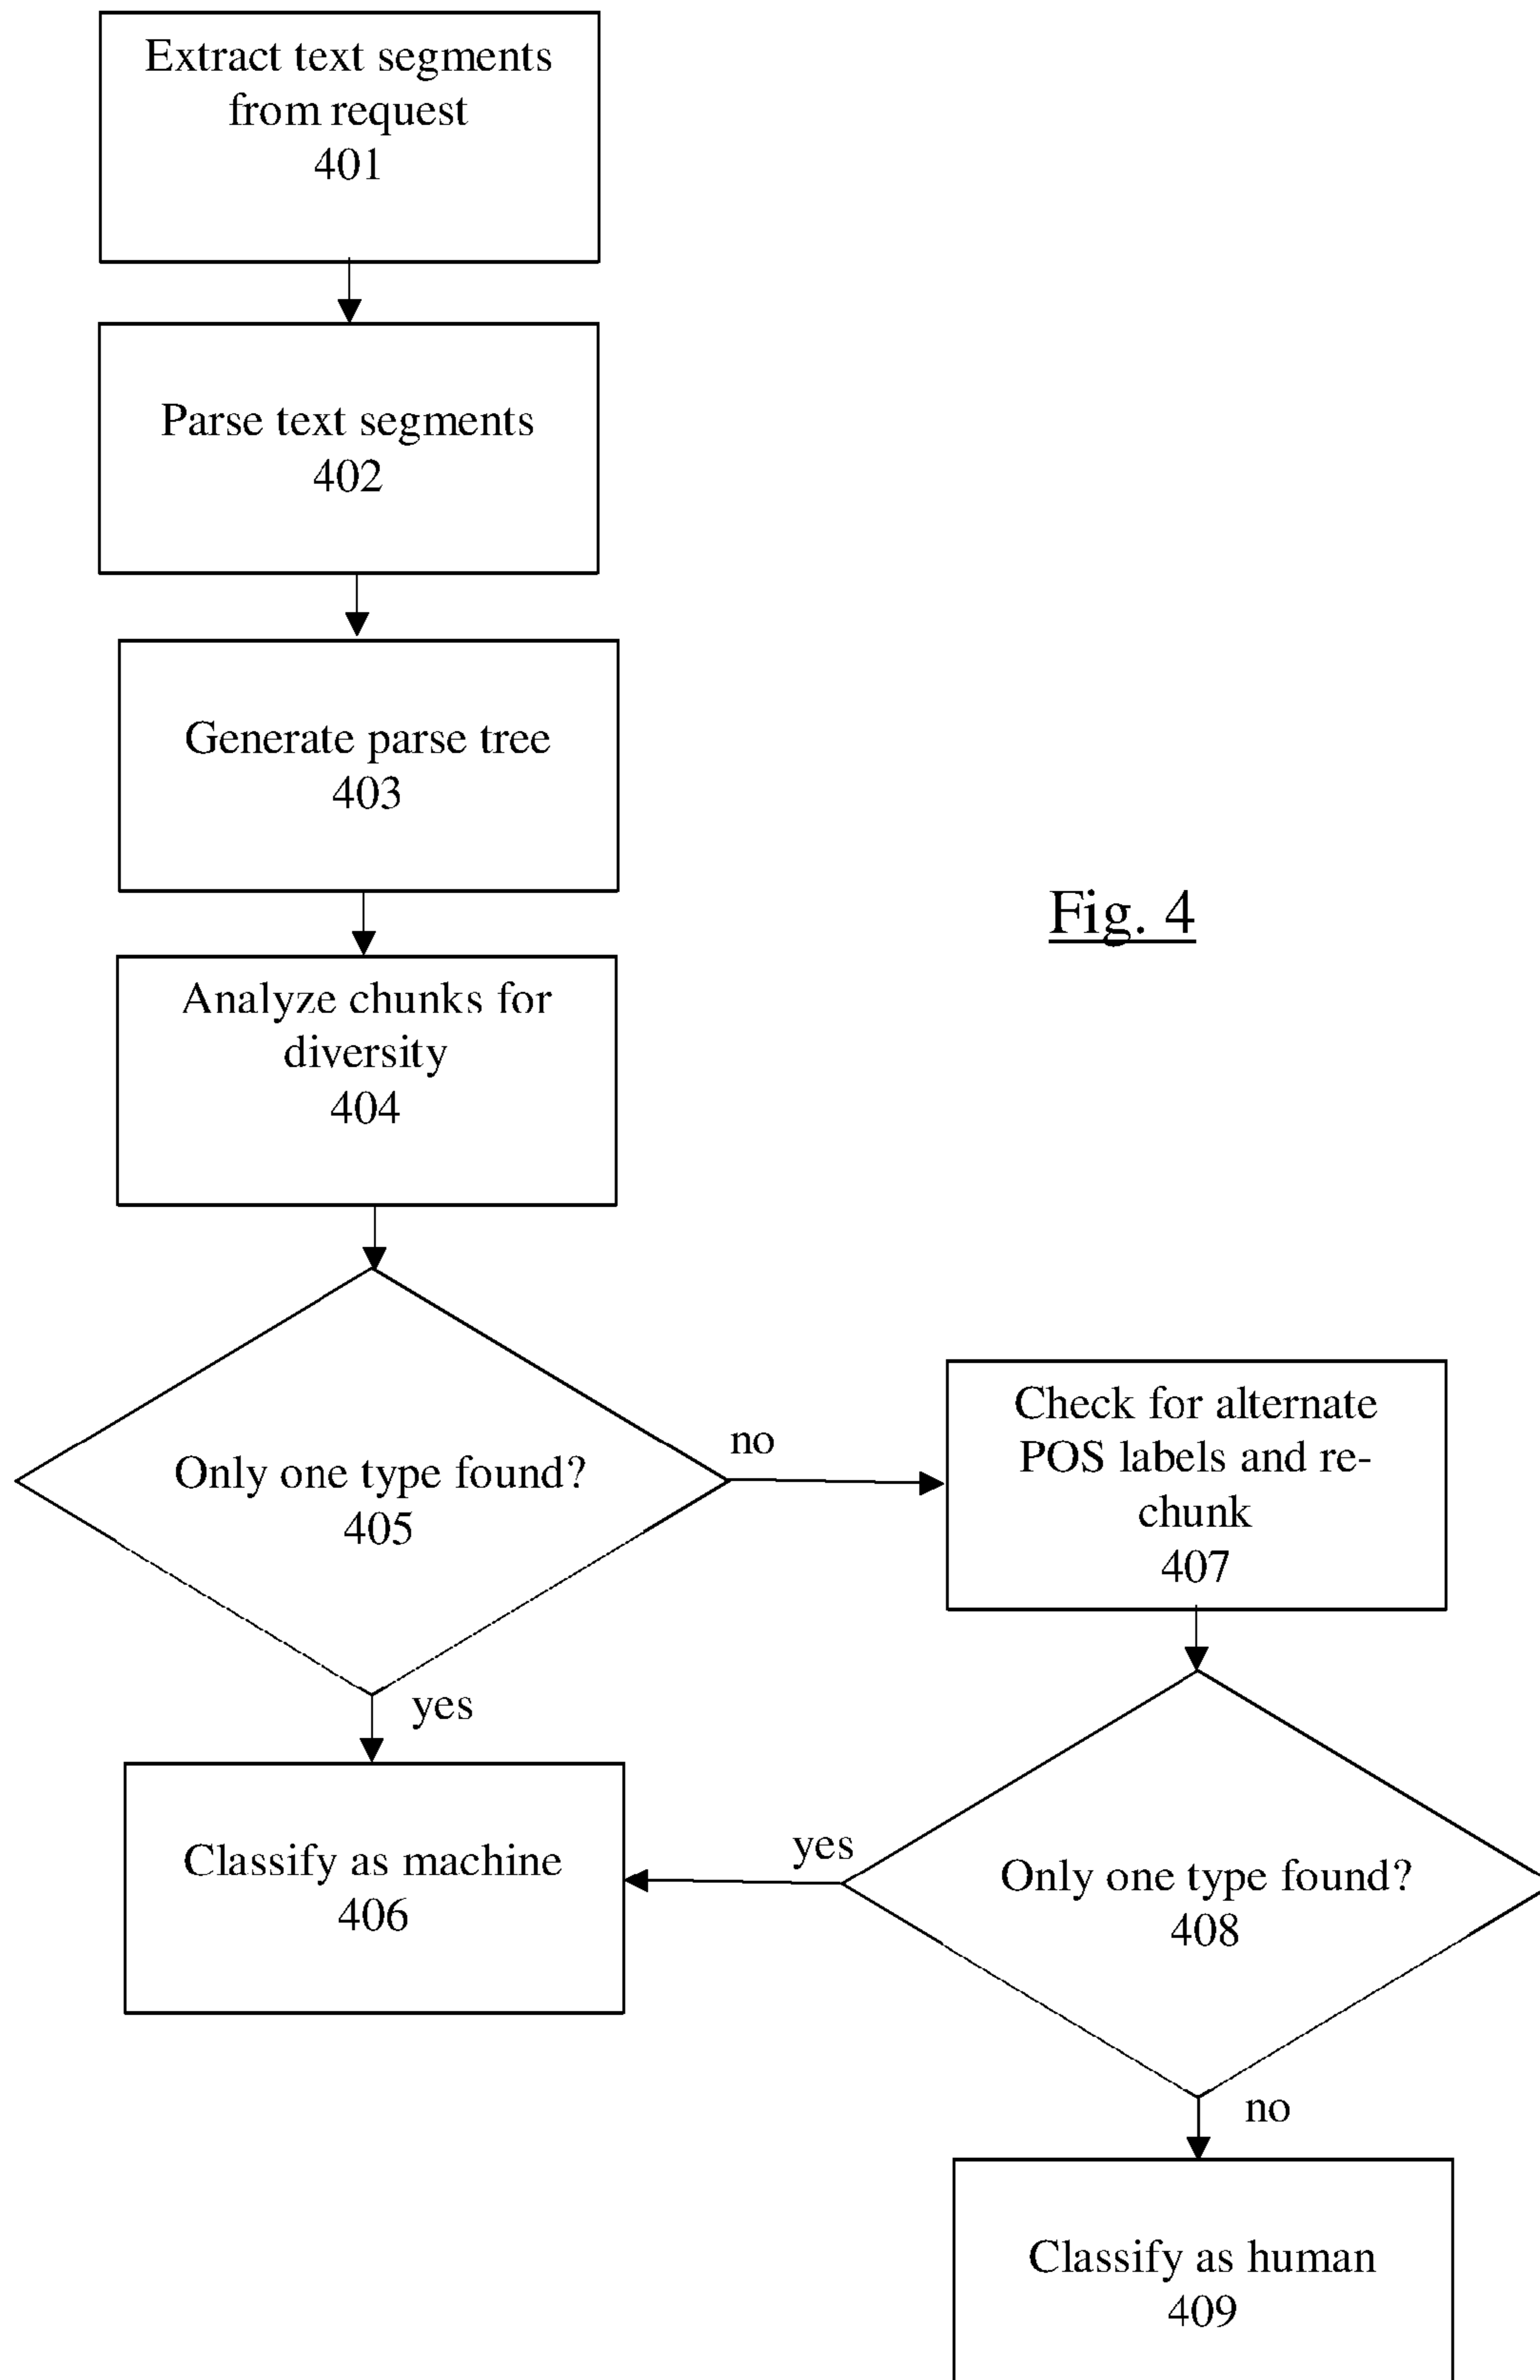 Extract text segments
from request
401
Parse text segments
402
Generate parse tree
403
Fig. 4
Analyze chunks for
diversity
404
Only one type found?
405
no
Check for alternate
POS labels and re-
chunk
407
yes
Classify as machine
406
yes
Only one type found?
408
no
Classify as human
409